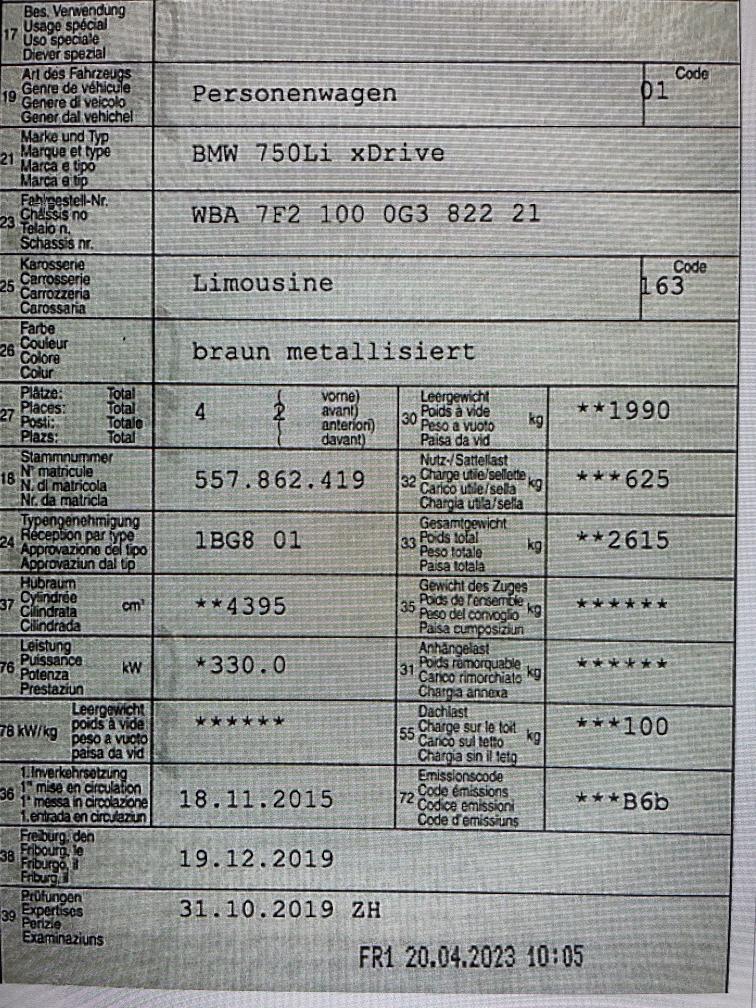 17 Bes. Verwendung
Usage spécial
Uso speciale
Diever spezial
19 Art des Fahrzeugs
Genre de véhicule
Genere di veicolo
Gener dal vehichel
Personenwagen
Code
01
21 Marke und Typ
Marque et type
Marca e tipo
Marca e tip
BMW 750Li xDrive
23 Fahrgestell-Nr.
Châssis no
Telaio n.
Schassis nr.
WBA 7F2 100 0G3 822 21
25 Karosserie
Carrosserie
Carrozzeria
Carossaria
Limousine
Code
163
26 Farbe
Couleur
Colore
Colur
braun metallisiert
27 Plätze: Total
Places: Total
Posti: Totale
Plazs: Total
4 ( 2 vorne)
avant)
anteriori)
davant)
30 Leergewicht
Poids à vide
Peso a vuoto
Paisa da vid
kg
**1990
18 Stammnummer
N° matricule
N. di matricola
Nr. da matricla
557.862.419
32 Nutz-/Sattellast
Charge utile/sellette
Carico utile/sella
Chargia utila/sella
kg
***625
24 Typengenehmigung
Réception par type
Approvazione del tipo
Approvaziun dal tip
1BG8 01
33 Gesamtgewicht
Poids total
Peso totale
Paisa totala
kg
**2615
37 Hubraum
Cylindrée
Cilindrata
Cilindrada
cm³
**4395
35 Gewicht des Zuges
Poids de l'ensemble
Peso del convoglio
Paisa cumposiziun
kg
******
76 Leistung
Puissance
Potenza
Prestaziun
kW
*330.0
31 Anhängelast
Poids remorquable
Carico rimorchiato
Chargia annexa
kg
******
78 kW/kg
Leergewicht
poids à vide
peso a vuoto
paisa da vid
******
55 Dachlast
Charge sur le toit
Carico sul tetto
Chargia sin il tetg
kg
***100
36 1. Inverkehrsetzung
1re mise en circulation
1a messa in circolazione
1. entrada en circulaziun
18.11.2015
72 Emissionscode
Code émissions
Codice emissioni
Code d'emissiuns
***B6b
38 Freiburg, den
Fribourg, le
Friburgo, il
Friburg, il
19.12.2019
39 Prüfungen
Expertises
Perizie
Examinaziuns
31.10.2019 ZH
FR1 20.04.2023 10:05